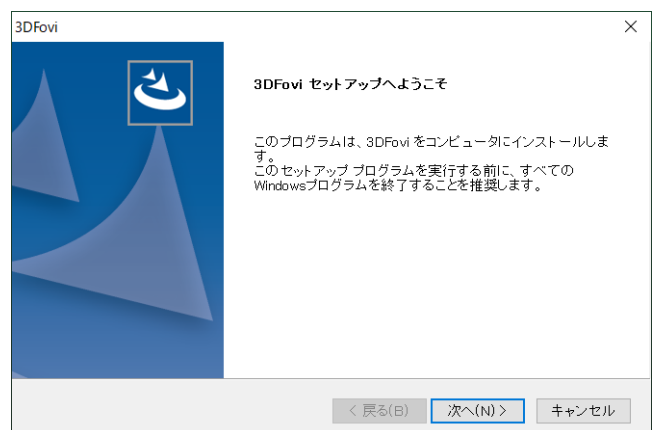 3DFovi
3DFovi セットアップへようこそ
このプログラムは、3DFovi をコンピュータにインストールしま
す。
このセットアップ プログラムを実行する前に、すべての
Windowsプログラムを終了することを推奨します。
< 戻る(B)
次へ(N) >
キャンセル